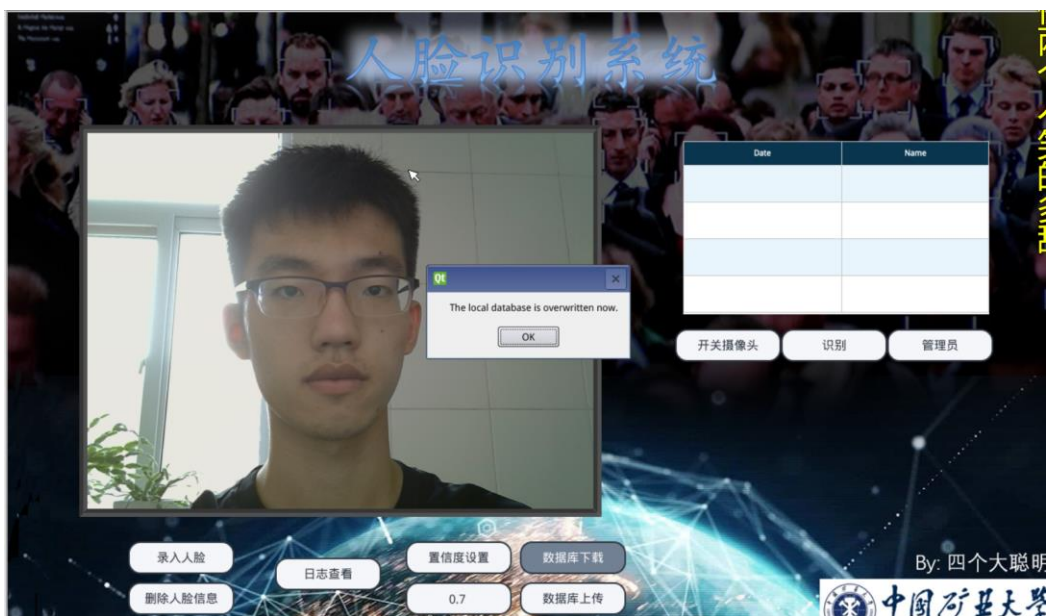 人脸识别系统
Date
Name
The local database is overwritten now.
OK
开关摄像头
识别
管理员
录入人脸
删除人脸信息
日志查看
置信度设置
0.7
数据库下载
数据库上传
By: 四个大聪明
中国矿业大学